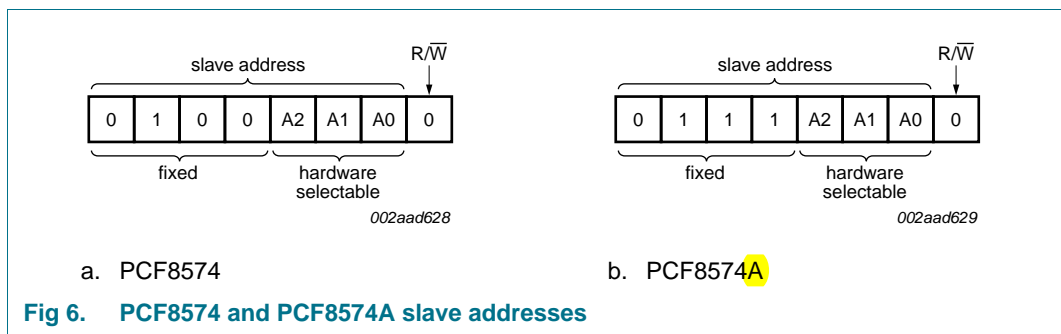 R/W̅
slave address
0 1 0 0 A2 A1 A0 0
fixed
hardware
selectable
002aad628
a. PCF8574
R/W̅
slave address
0 1 1 1 A2 A1 A0 0
fixed
hardware
selectable
002aad629
b. PCF8574A
Fig 6. PCF8574 and PCF8574A slave addresses